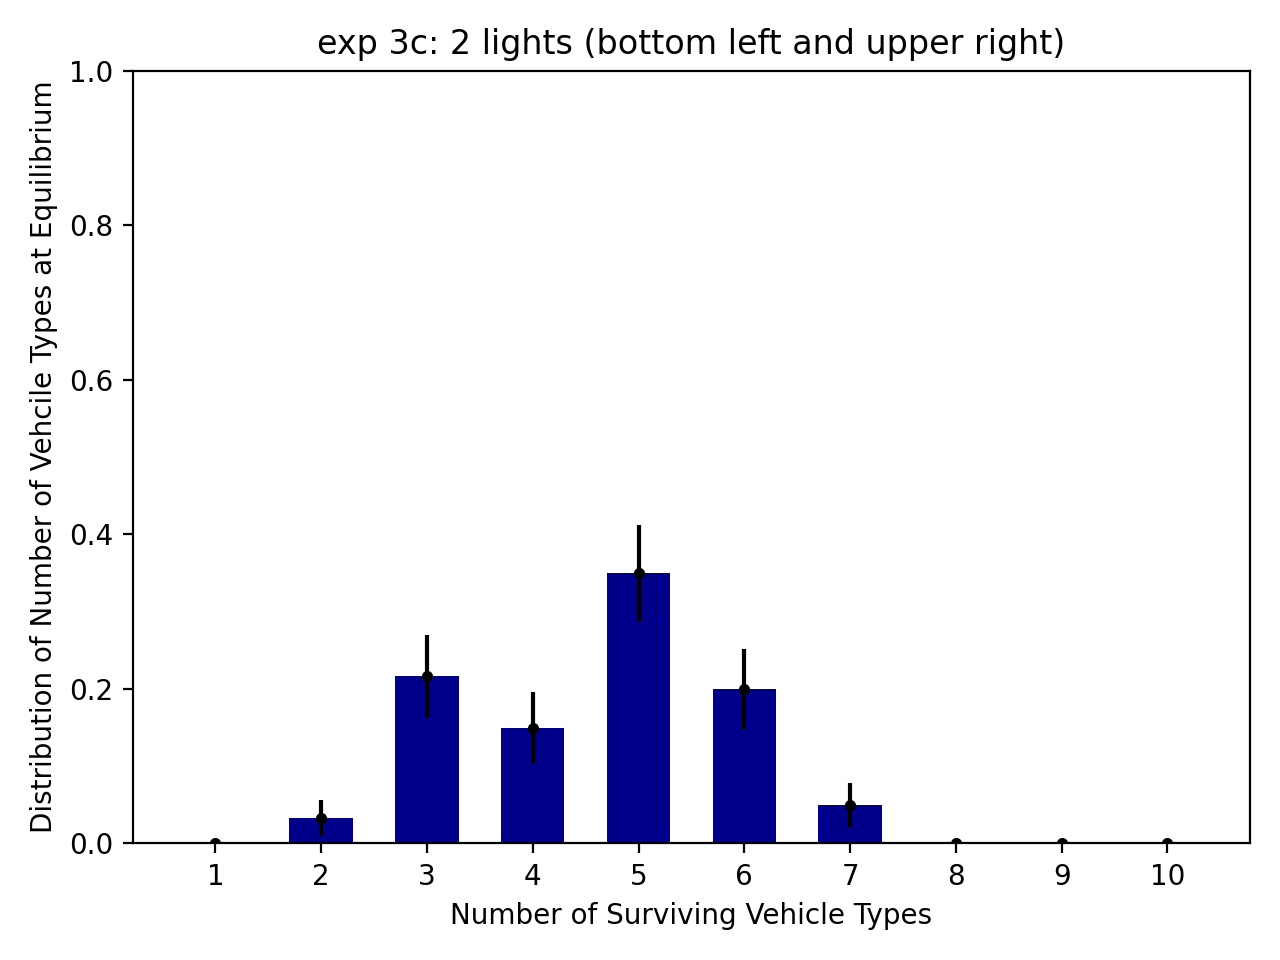 exp 3c: 2 lights (bottom left and upper right)
Distribution of Number of Vehcile Types at Equilibrium
1.0
0.8
0.6
0.4
0.2
0.0
1 2 3 4 5 6 7 8 9 10
Number of Surviving Vehicle Types